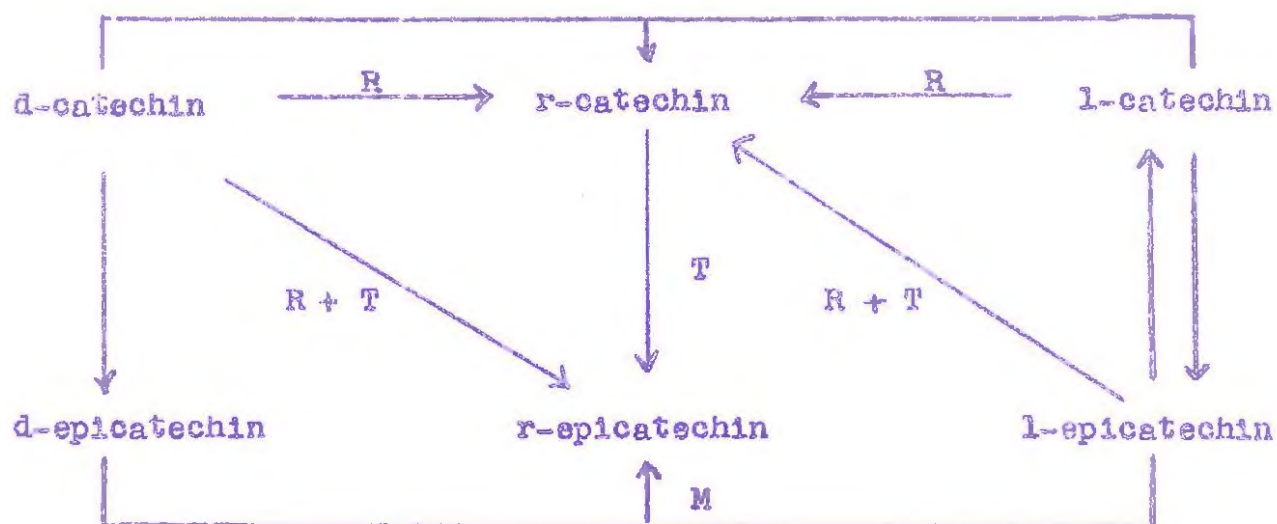 R R
d-catechin r-catechin l-catechin
T
R + T R + T
d-epicatechin r-epicatechin l-epicatechin
M